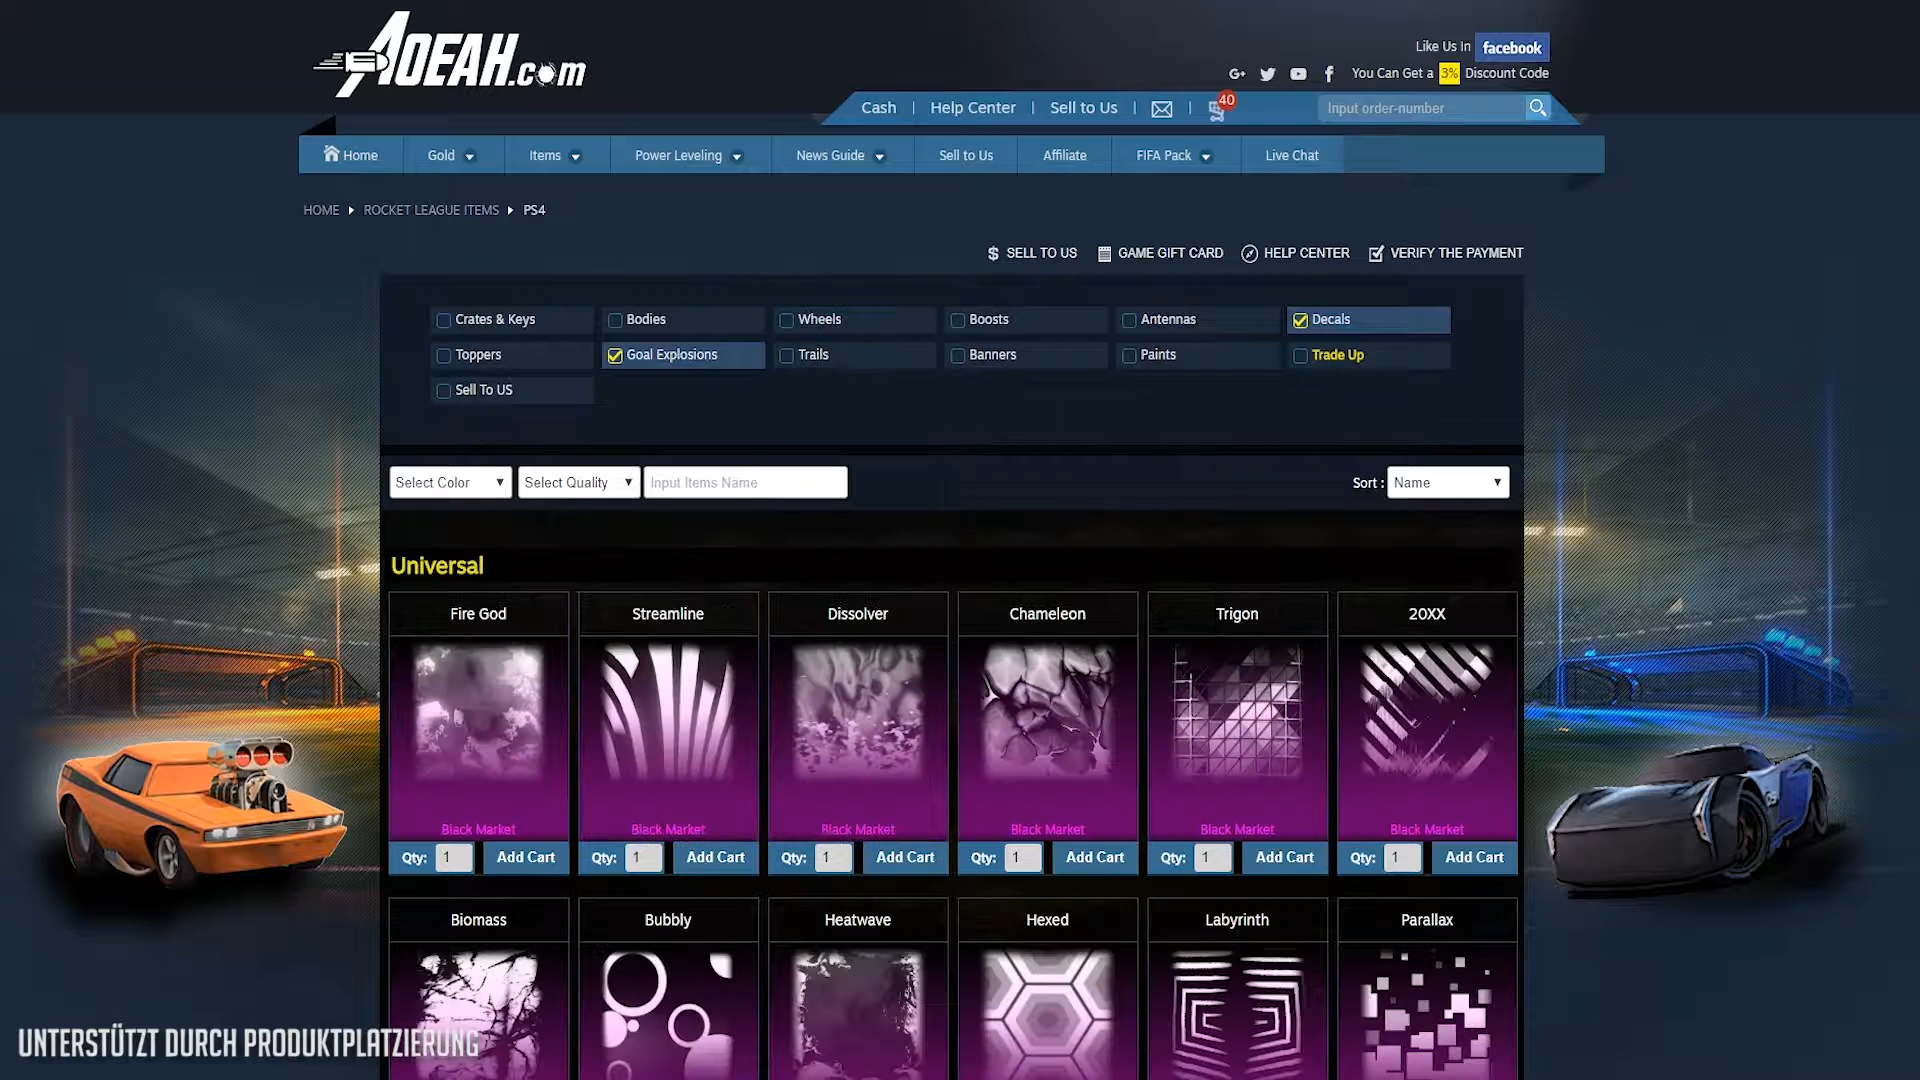 AOEAH.com
Like Us In facebook
You Can Get a 3% Discount Code
Cash | Help Center | Sell to Us | | 40 Input order-number
Home Gold Items Power Leveling News Guide Sell to Us Affiliate FIFA Pack Live Chat
HOME ROCKET LEAGUE ITEMS PS4
$ SELL TO US GAME GIFT CARD HELP CENTER VERIFY THE PAYMENT
Crates & Keys Bodies Wheels Boosts Antennas Decals
Toppers Goal Explosions Trails Banners Paints Trade Up
Sell To US
Select Color Select Quality Input Items Name Sort : Name
Universal
Fire God Streamline Dissolver Chameleon Trigon 20XX
Black Market Black Market Black Market Black Market Black Market Black Market
Qty: 1 Add Cart Qty: 1 Add Cart Qty: 1 Add Cart Qty: 1 Add Cart Qty: 1 Add Cart Qty: 1 Add Cart
Biomass Bubbly Heatwave Hexed Labyrinth Parallax
UNTERSTÜTZT DURCH PRODUKTPLATZIERUNG